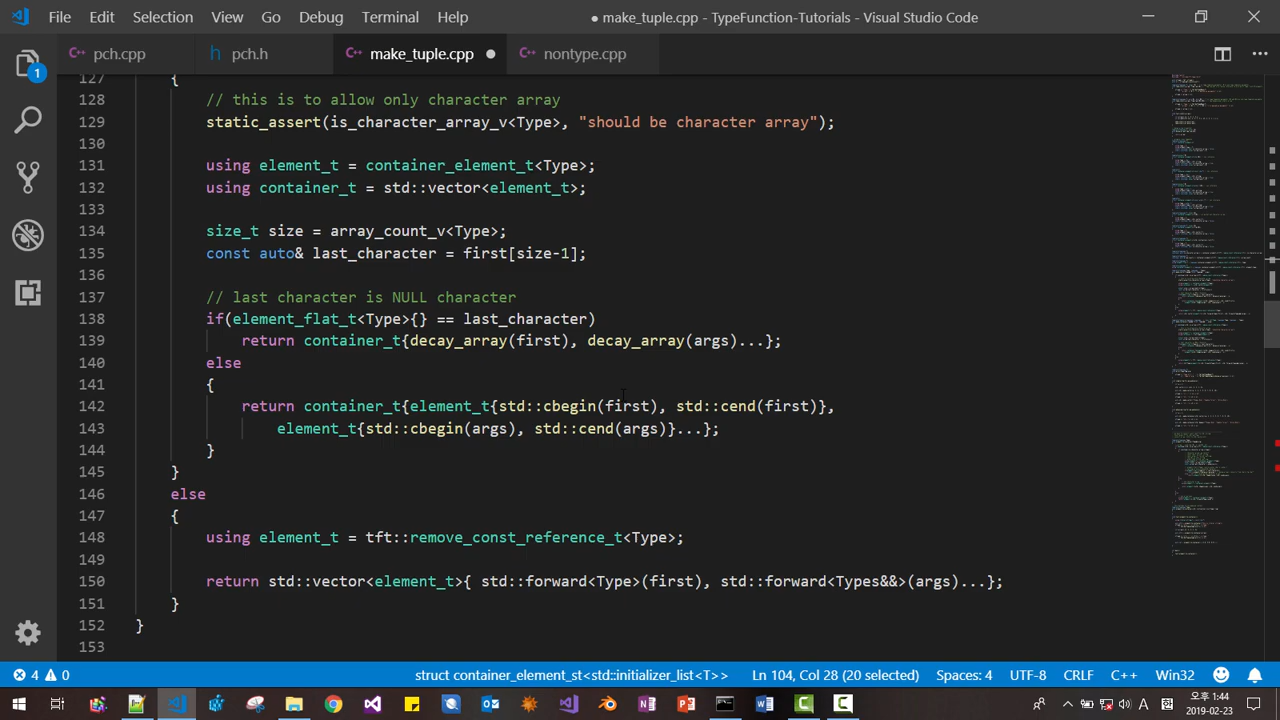 File Edit Selection View Go Debug Terminal Help ● make_tuple.cpp - TypeFunction-Tutorials - Visual Studio Code
pch.cpp pch.h make_tuple.cpp nontype.cpp
127 {
128 // this is to allow only character array
129 static_assert(is_character_array_v<Type>, "should be character array");
130
131 using element_t = container_element_t<Type>;
132 using container_t = std::vector<element_t>;
133
134 size_t size = array_count_v<Type>;
135 const auto& last_character = first[size-1];
136
137 // last character is NULL character
138 if(element_flat_t<Type>{} == last_character)
139 return container_t{decay_array(first), decay_array(args)...};
140 else
141 {
142 return container_t{element_t{std::cbegin(first), std::cend(first)},
143 element_t{std::cbegin(args), std::cend(args)}...};
144 }
145 }
146 else
147 {
148 using element_t = tft::remove_cost_reference_t<Type>;
149
150 return std::vector<element_t>{ std::forward<Type>(first), std::forward<Types&&>(args)...};
151 }
152 }
153
4 0 struct container_element_st<std::initializer_list<T>> Ln 104, Col 28 (20 selected) Spaces: 4 UTF-8 CRLF C++ Win32
오후 1:44
2019-02-23